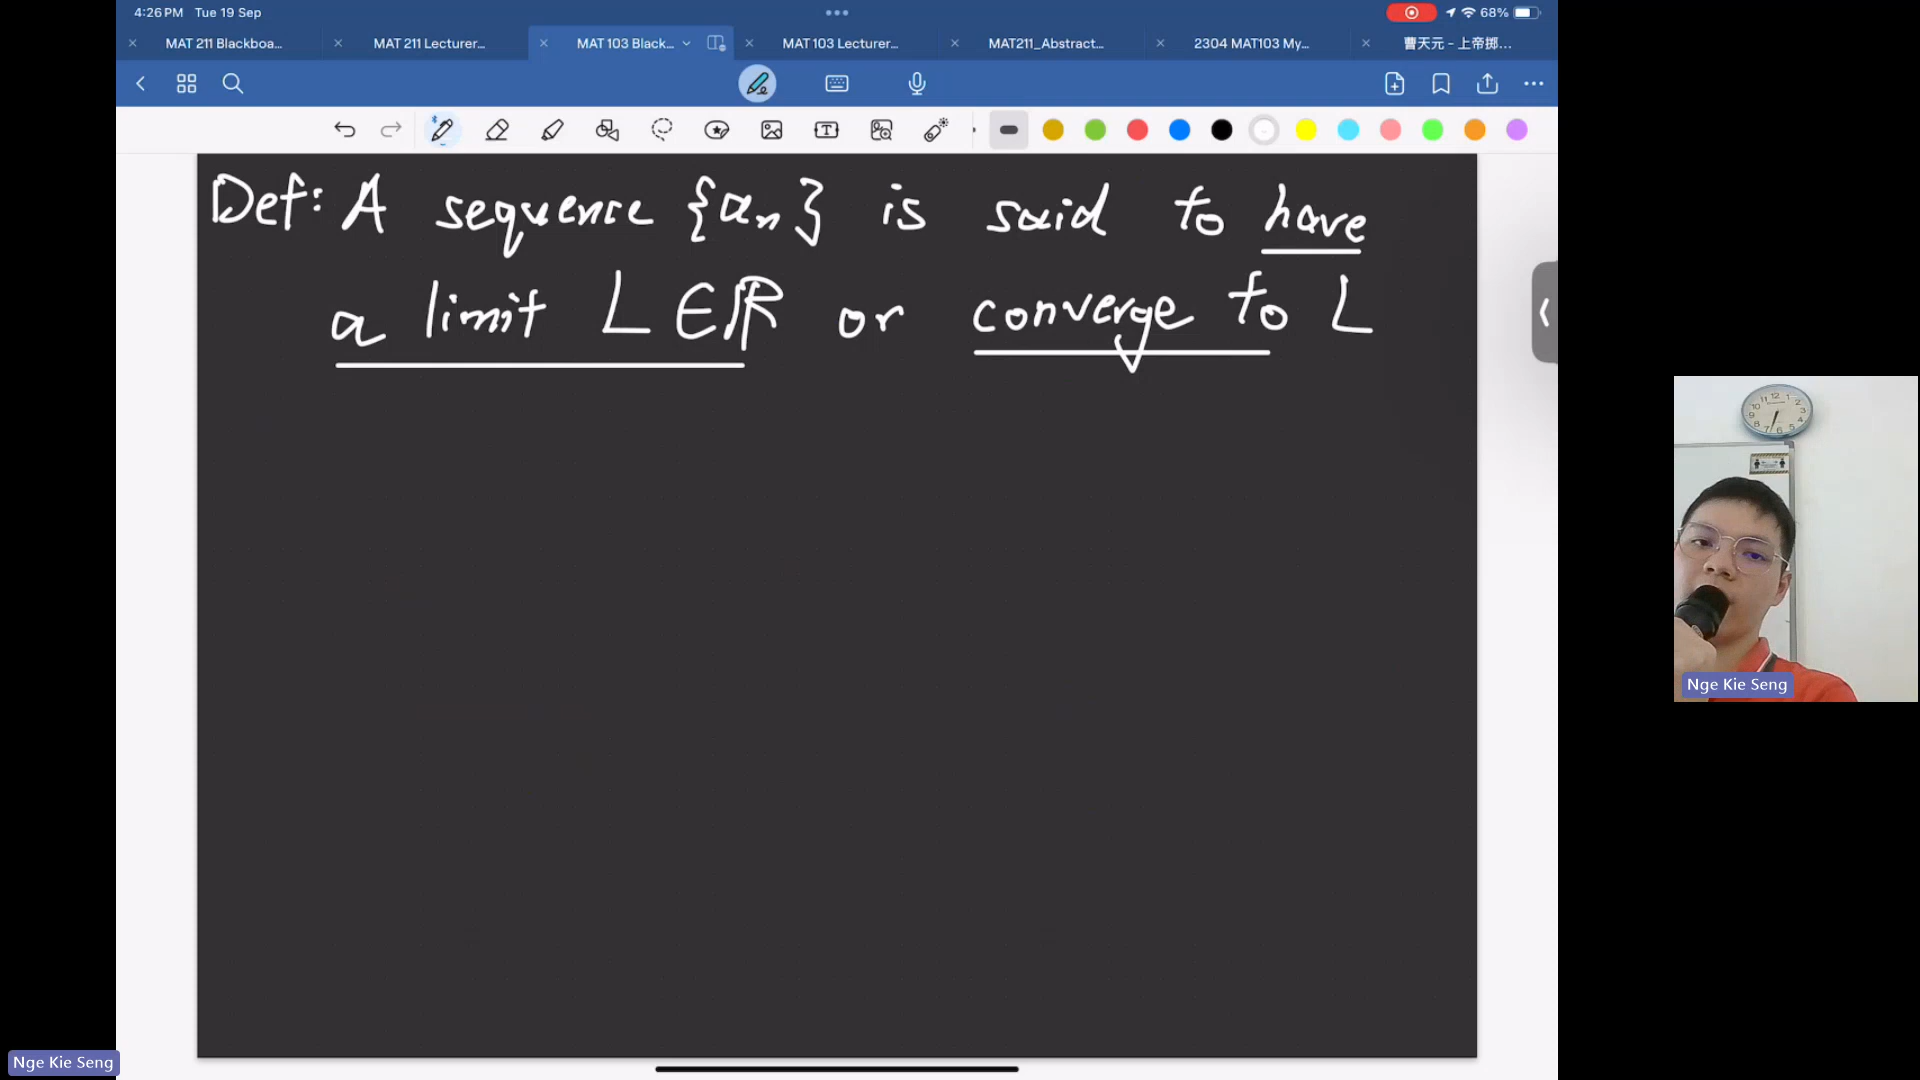 4:26 PM Tue 19 Sep
68%
MAT 211 Blackboa...
MAT 211 Lecturer...
MAT 103 Black...
MAT 103 Lecturer...
MAT211_Abstract...
2304 MAT103 My...
曹天元 - 上帝掷...
Def: A sequence {an} is said to have
a limit L ∈ ℝ or converge to L
Nge Kie Seng
Nge Kie Seng